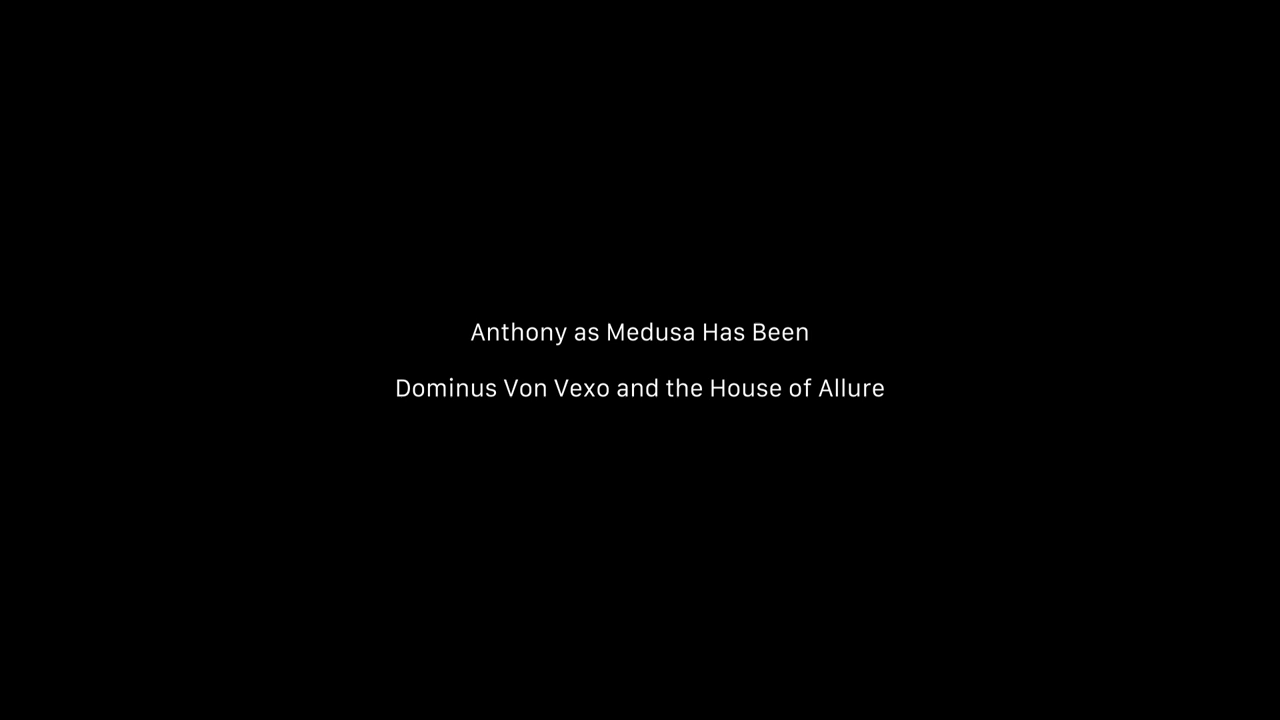 Anthony as Medusa Has Been
Dominus Von Vexo and the House of Allure